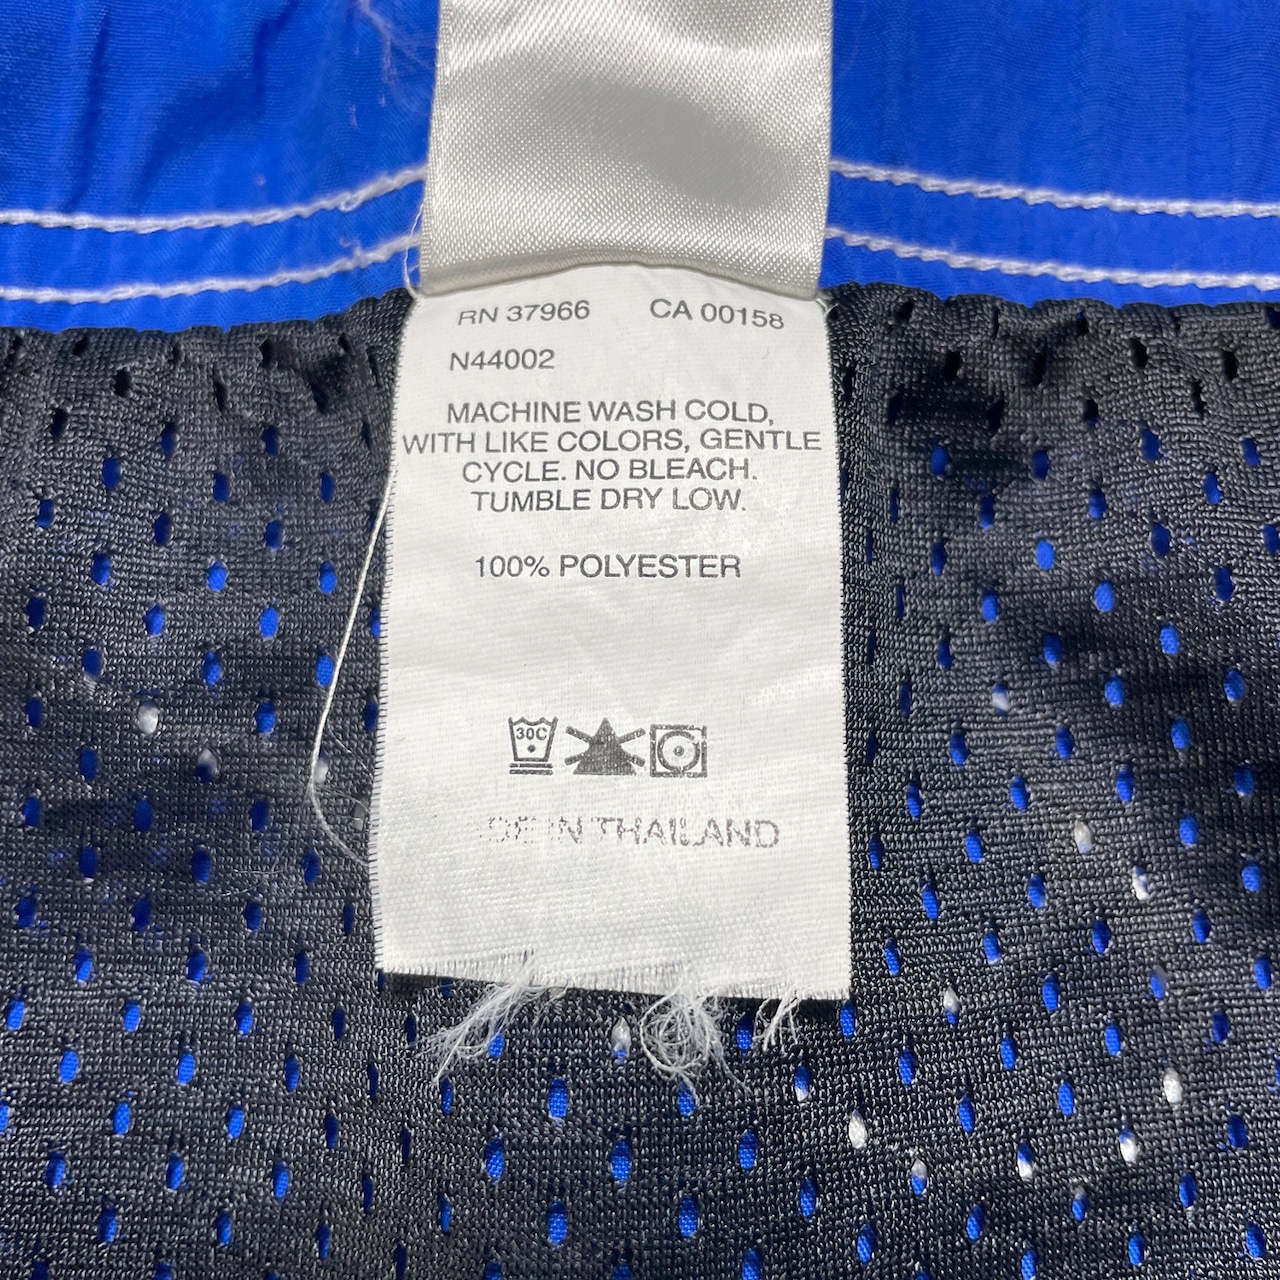 RN 37966 CA 00158
N44002
MACHINE WASH COLD,
WITH LIKE COLORS, GENTLE
CYCLE. NO BLEACH.
TUMBLE DRY LOW.
100% POLYESTER
30C
IN THAILAND